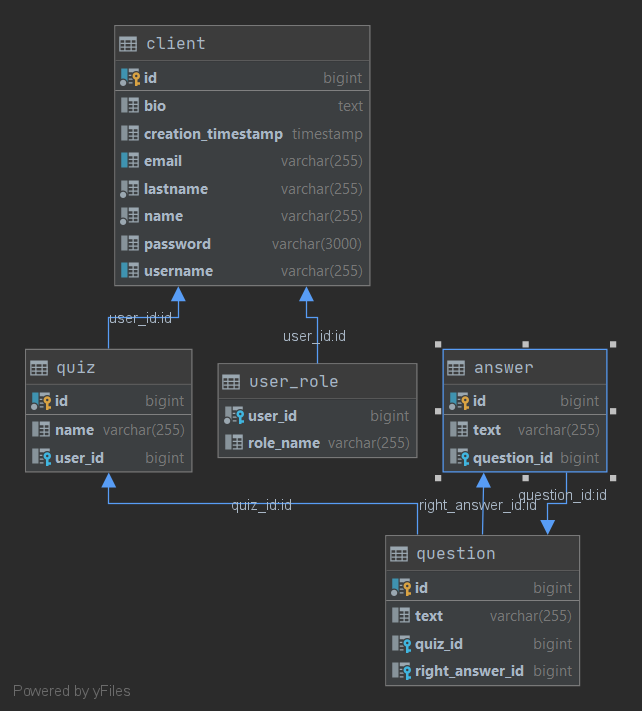 client
id bigint
bio text
creation_timestamp timestamp
email varchar(255)
lastname varchar(255)
name varchar(255)
password varchar(3000)
username varchar(255)
user_id:id
user_id:id
quiz
id bigint
name varchar(255)
user_id bigint
user_role
user_id bigint
role_name varchar(255)
answer
id bigint
text varchar(255)
question_id bigint
quiz_id:id
right_answer_id:id
question_id:id
question
id bigint
text varchar(255)
quiz_id bigint
right_answer_id bigint
Powered by yFiles